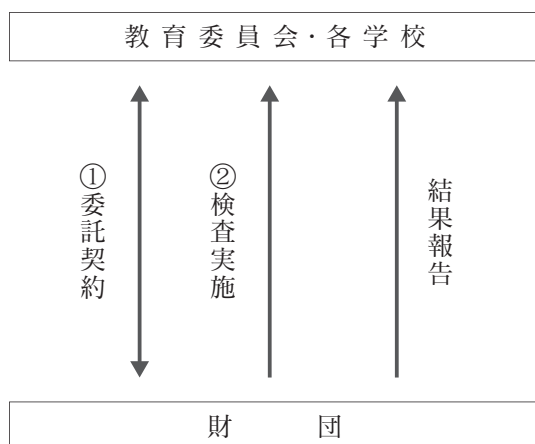 教育委員会・各学校
①委託契約
②検査実施
結果報告
財団